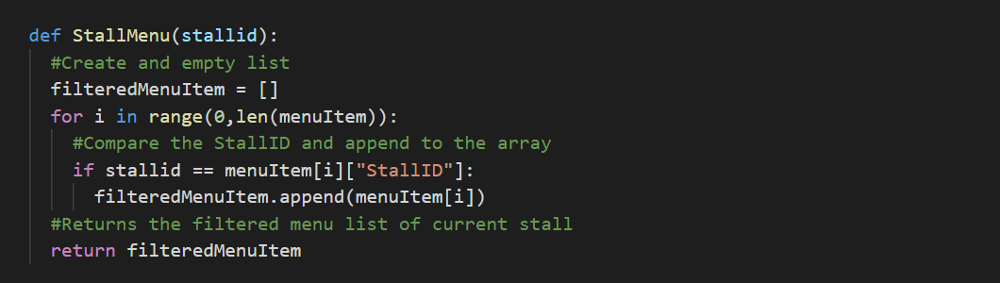 def StallMenu(stallid):
#Create and empty list
filteredMenuItem = []
for i in range(0,len(menuItem)):
#Compare the StallID and append to the array
if stallid == menuItem[i]["StallID"]:
filteredMenuItem.append(menuItem[i])
#Returns the filtered menu list of current stall
return filteredMenuItem